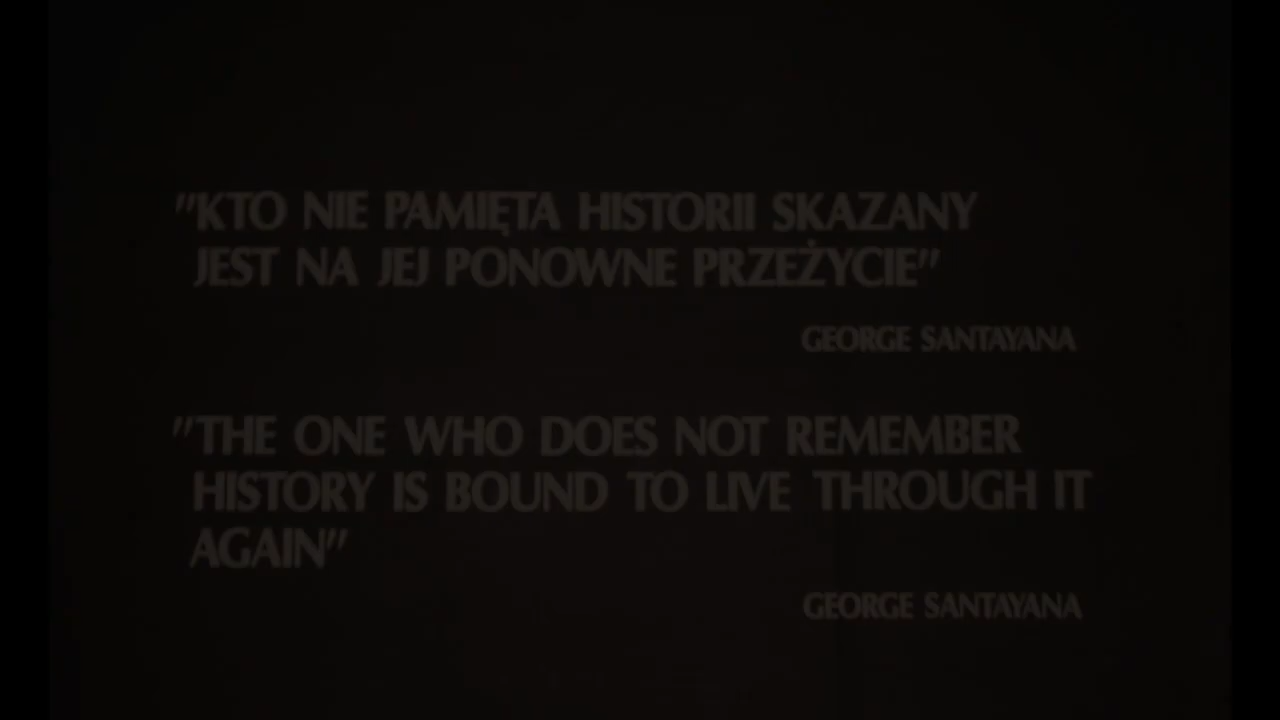 "KTO NIE PAMIĘTA HISTORII SKAZANY
JEST NA JEJ PONOWNE PRZEŻYCIE"
GEORGE SANTAYANA
"THE ONE WHO DOES NOT REMEMBER
HISTORY IS BOUND TO LIVE THROUGH IT
AGAIN"
GEORGE SANTAYANA